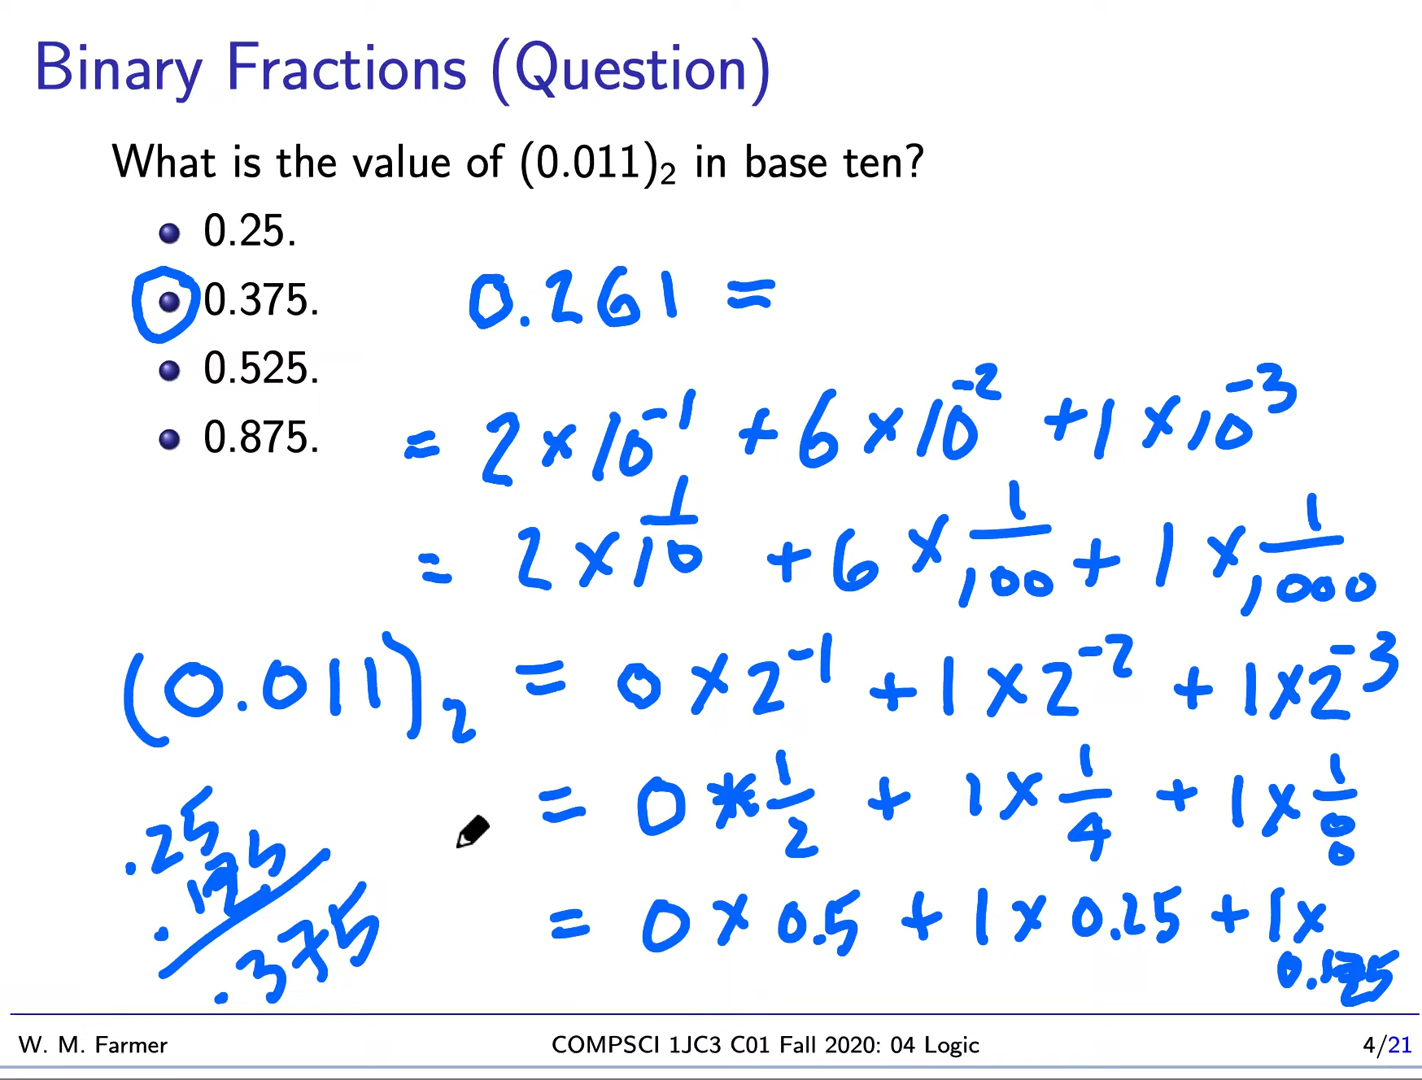 Binary Fractions (Question)
What is the value of (0.011)₂ in base ten?
0.25.
0.375.
0.525.
0.875.
0.261 =
= 2 × 10⁻¹ + 6 × 10⁻² + 1 × 10⁻³
= 2 × 1/10 + 6 × 1/100 + 1 × 1/1000
(0.011)₂ = 0 × 2⁻¹ + 1 × 2⁻² + 1 × 2⁻³
= 0 * 1/2 + 1 × 1/4 + 1 × 1/8
= 0 × 0.5 + 1 × 0.25 + 1 × 0.125
.25
.125
.375
W. M. Farmer COMPSCI 1JC3 C01 Fall 2020: 04 Logic 4/21